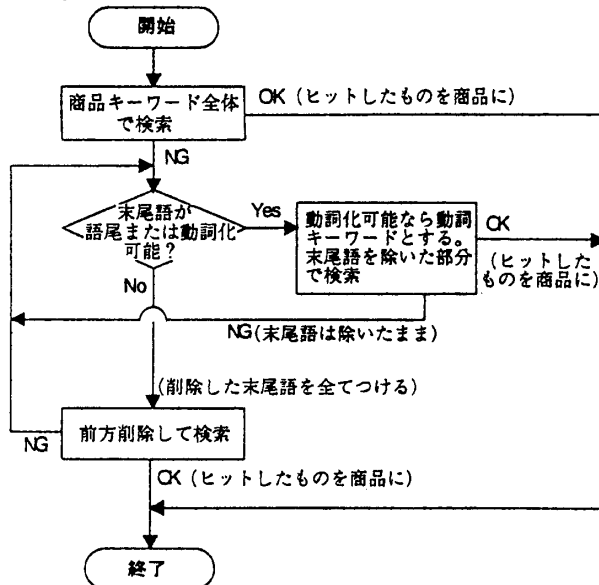 開始
商品キーワード全体
で検索
OK (ヒットしたものを商品に)
NG
末尾語が
語尾または動詞化
可能?
Yes
動詞化可能なら動詞
キーワードとする。
末尾語を除いた部分
で検索
OK
(ヒットした
ものを商品に)
No
NG(末尾語は除いたまま)
(削除した末尾語を全てつける)
前方削除して検索
NG
OK (ヒットしたものを商品に)
終了